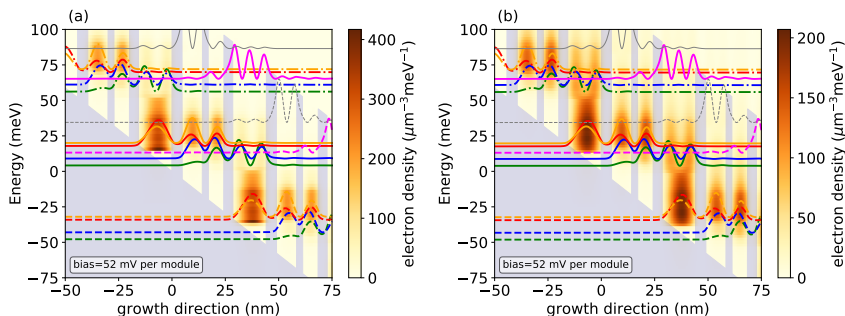 (a)
100
75
50
25
0
−25
−50
−75
Energy (meV)
bias=52 mV per module
−50 −25 0 25 50 75
growth direction (nm)
400
300
200
100
0
electron density (μm⁻³meV⁻¹)
(b)
100
75
50
25
0
−25
−50
−75
Energy (meV)
bias=52 mV per module
−50 −25 0 25 50 75
growth direction (nm)
200
150
100
50
0
electron density (μm⁻³meV⁻¹)